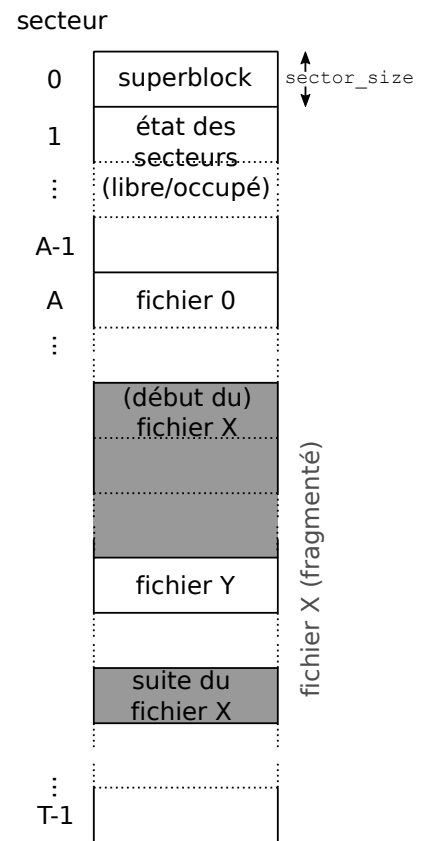 secteur
0
superblock
sector_size
1
état des
secteurs
⋮
(libre/occupé)
A-1
A
fichier 0
⋮
(début du)
fichier X
fichier X (fragmenté)
fichier Y
suite du
fichier X
⋮
T-1